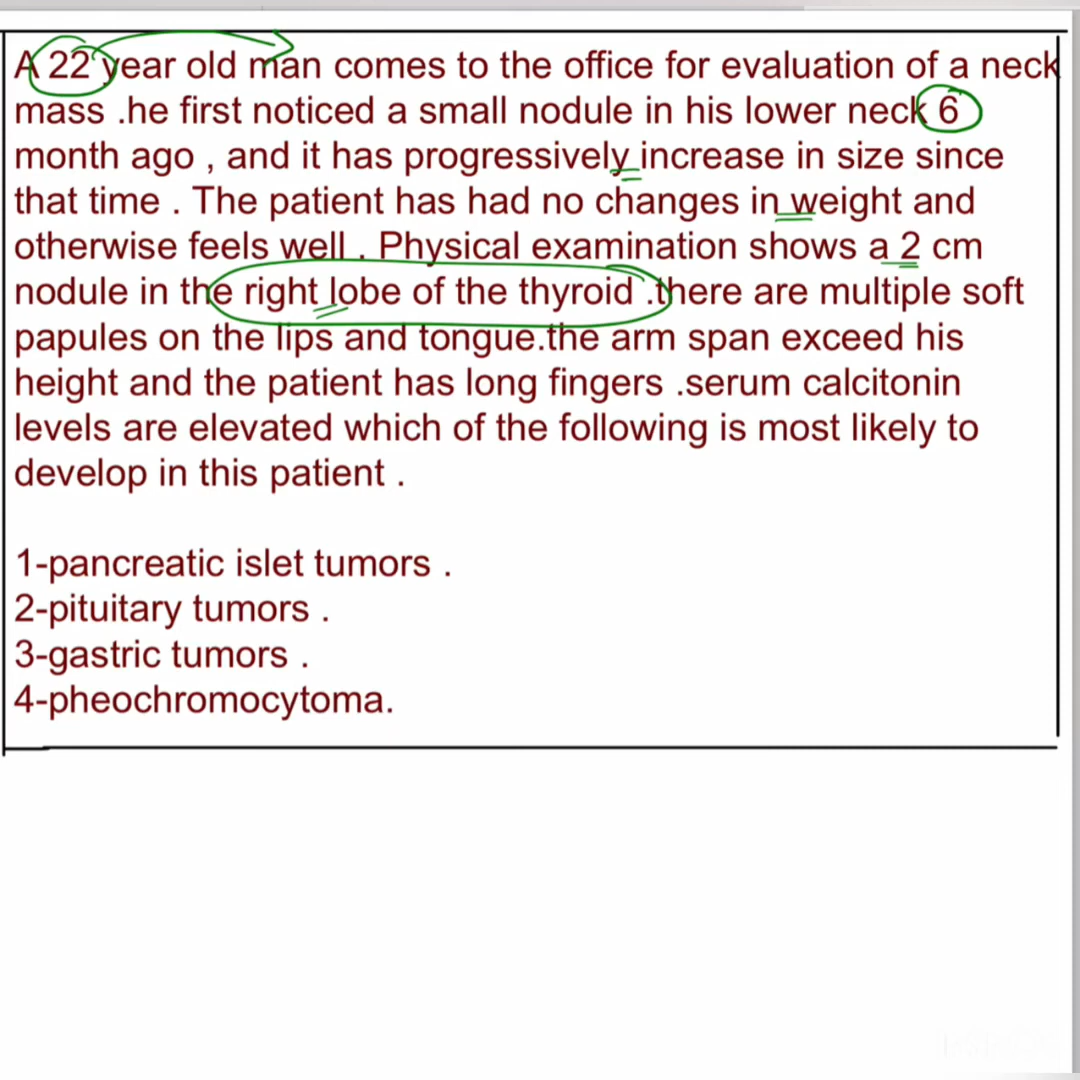 A 22 year old man comes to the office for evaluation of a neck
mass .he first noticed a small nodule in his lower neck 6
month ago , and it has progressively increase in size since
that time . The patient has had no changes in weight and
otherwise feels well . Physical examination shows a 2 cm
nodule in the right lobe of the thyroid .there are multiple soft
papules on the lips and tongue.the arm span exceed his
height and the patient has long fingers .serum calcitonin
levels are elevated which of the following is most likely to
develop in this patient .
1-pancreatic islet tumors .
2-pituitary tumors .
3-gastric tumors .
4-pheochromocytoma.